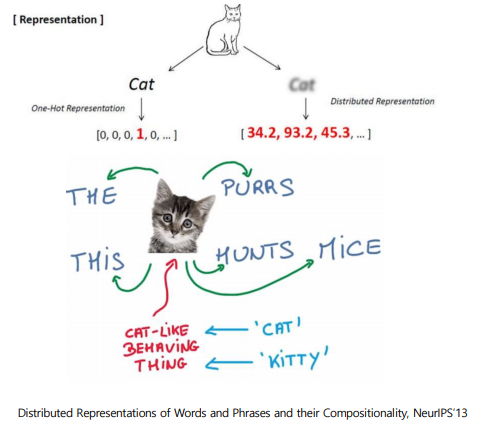 [ Representation ]
Cat
Cat
One-Hot Representation
Distributed Representation
[0, 0, 0, 1, 0, ... ]
[ 34.2, 93.2, 45.3, ... ]
THE
PURRS
THIS
HUNTS MICE
CAT-LIKE
BEHAVING
THING
'CAT'
'KITTY'
Distributed Representations of Words and Phrases and their Compositionality, NeurIPS'13